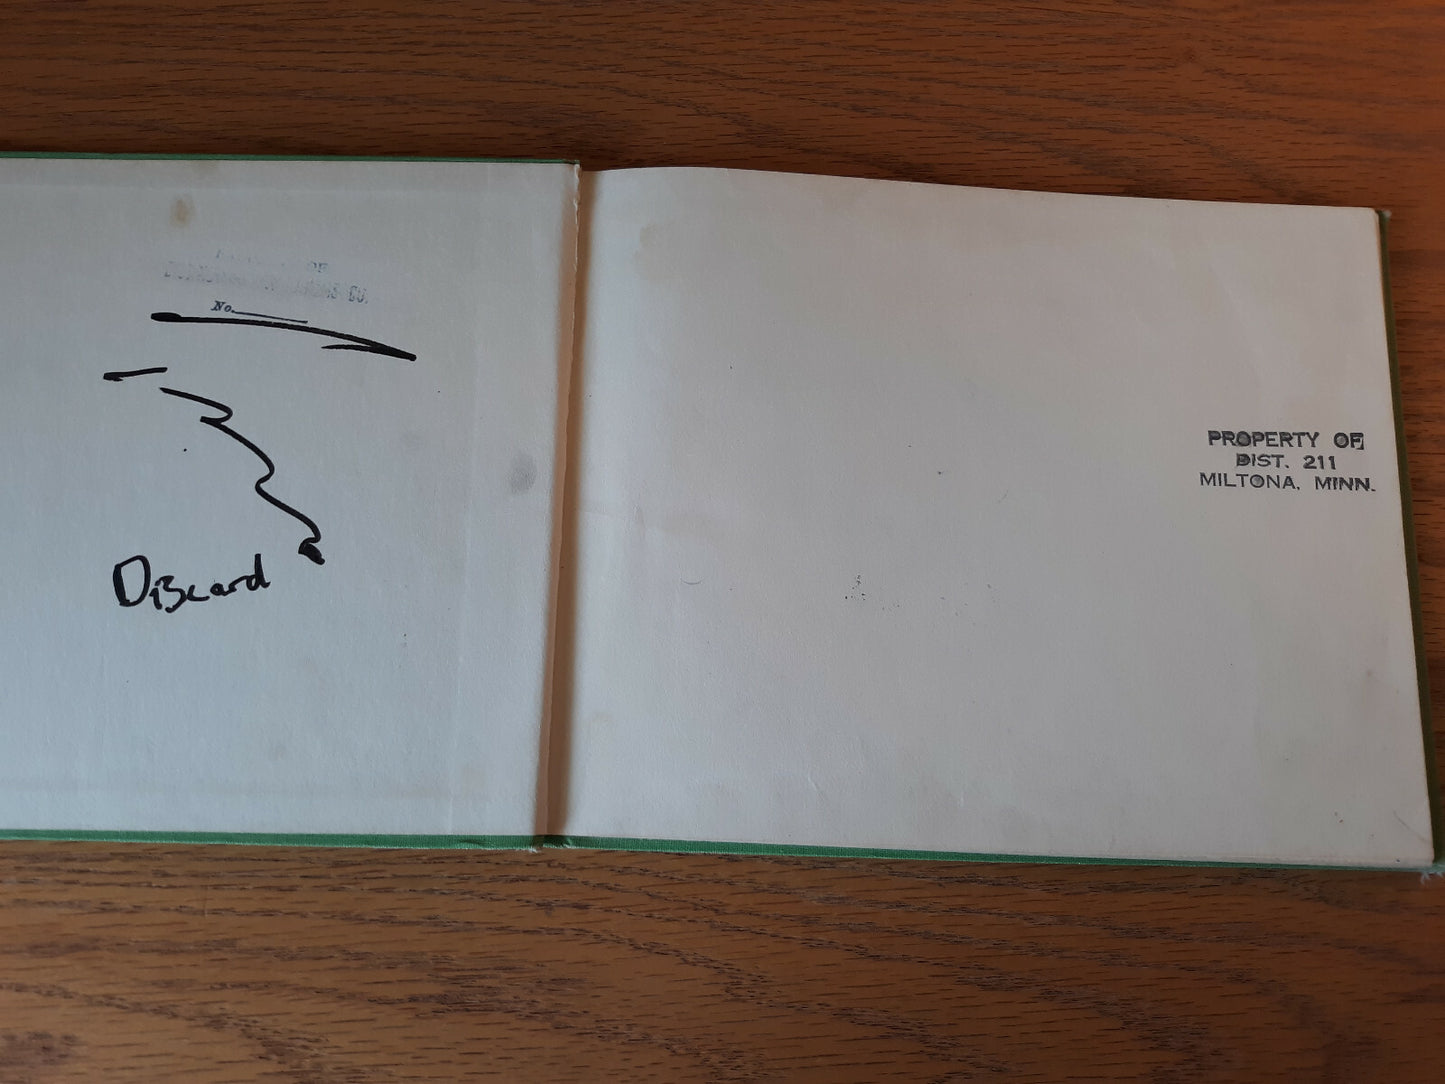 No.
Discard
PROPERTY OF
DIST. 211
MILTONA, MINN.